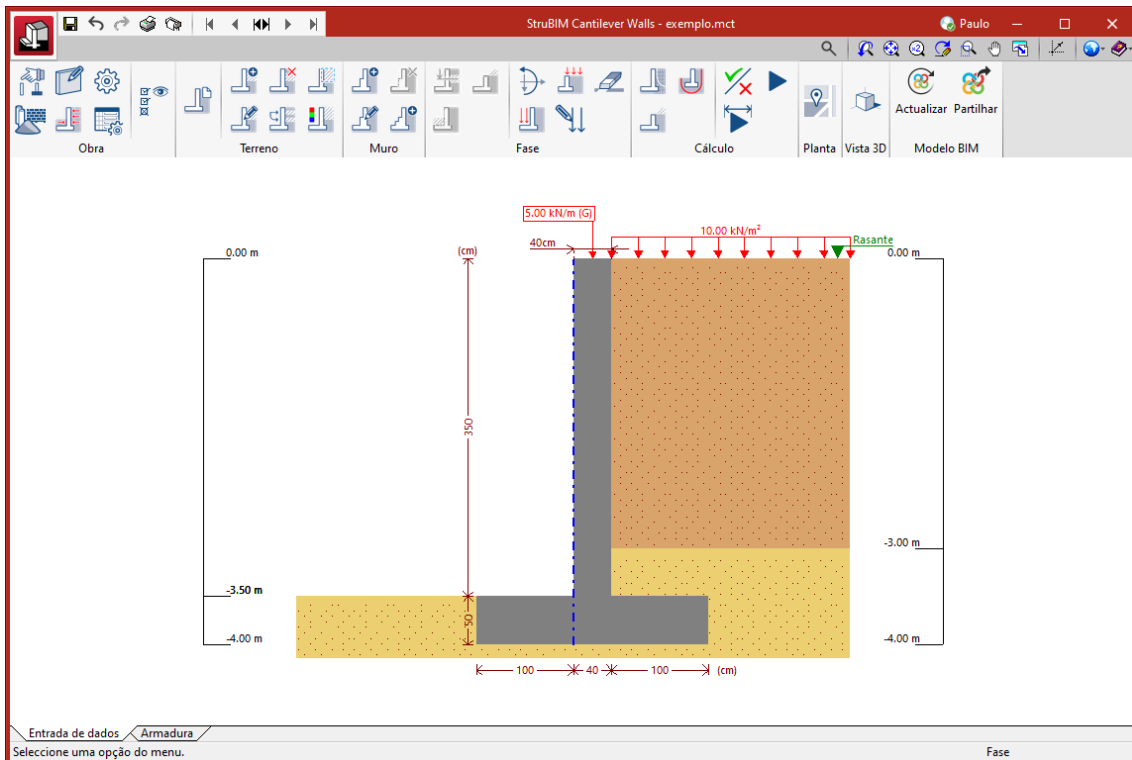 StruBIM Cantilever Walls - exemplo.mct
Paulo
x2
Actualizar Partilhar
Obra Terreno Muro Fase Cálculo Planta Vista 3D Modelo BIM
5.00 kN/m (G)
10.00 kN/m²
40cm
Rasante
0.00 m
(cm)
0.00 m
350
-3.00 m
-3.50 m
50
-4.00 m
-4.00 m
100 40 100 (cm)
Entrada de dados Armadura
Seleccione uma opção do menu. Fase